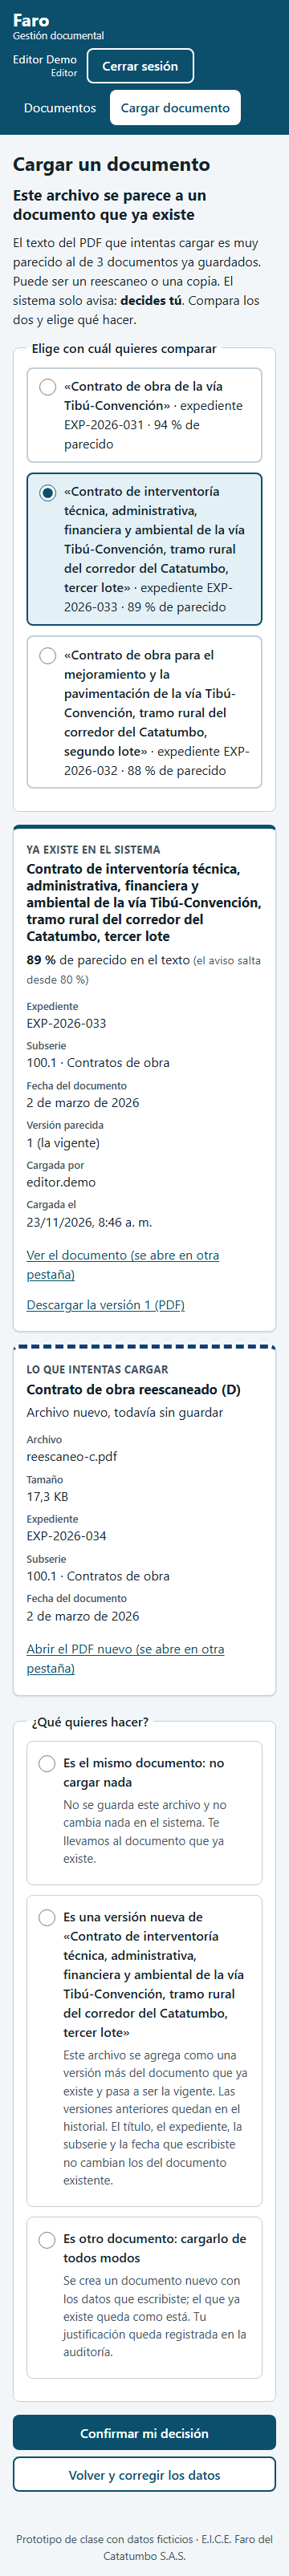 Faro
Gestión documental
Editor Demo
Editor
Cerrar sesión
Documentos
Cargar documento
Cargar un documento
Este archivo se parece a un
documento que ya existe
El texto del PDF que intentas cargar es muy
parecido al de 3 documentos ya guardados.
Puede ser un reescaneo o una copia. El
sistema solo avisa: decides tú. Compara los
dos y elige qué hacer.
Elige con cuál quieres comparar
«Contrato de obra de la vía
Tibú-Convención» · expediente
EXP-2026-031 · 94 % de
parecido
«Contrato de interventoría
técnica, administrativa,
financiera y ambiental de la vía
Tibú-Convención, tramo rural
del corredor del Catatumbo,
tercer lote» · expediente EXP-
2026-033 · 89 % de parecido
«Contrato de obra para el
mejoramiento y la
pavimentación de la vía Tibú-
Convención, tramo rural del
corredor del Catatumbo,
segundo lote» · expediente EXP-
2026-032 · 88 % de parecido
YA EXISTE EN EL SISTEMA
Contrato de interventoría técnica,
administrativa, financiera y
ambiental de la vía Tibú-Convención,
tramo rural del corredor del
Catatumbo, tercer lote
89 % de parecido en el texto (el aviso salta
desde 80 %)
Expediente
EXP-2026-033
Subserie
100.1 · Contratos de obra
Fecha del documento
2 de marzo de 2026
Versión parecida
1 (la vigente)
Cargada por
editor.demo
Cargada el
23/11/2026, 8:46 a. m.
Ver el documento (se abre en otra
pestaña)
Descargar la versión 1 (PDF)
LO QUE INTENTAS CARGAR
Contrato de obra reescaneado (D)
Archivo nuevo, todavía sin guardar
Archivo
reescaneo-c.pdf
Tamaño
17,3 KB
Expediente
EXP-2026-034
Subserie
100.1 · Contratos de obra
Fecha del documento
2 de marzo de 2026
Abrir el PDF nuevo (se abre en otra
pestaña)
¿Qué quieres hacer?
Es el mismo documento: no
cargar nada
No se guarda este archivo y no
cambia nada en el sistema. Te
llevamos al documento que ya
existe.
Es una versión nueva de
«Contrato de interventoría
técnica, administrativa,
financiera y ambiental de la vía
Tibú-Convención, tramo rural
del corredor del Catatumbo,
tercer lote»
Este archivo se agrega como una
versión más del documento que ya
existe y pasa a ser la vigente. Las
versiones anteriores quedan en el
historial. El título, el expediente, la
subserie y la fecha que escribiste
no cambian los del documento
existente.
Es otro documento: cargarlo de
todos modos
Se crea un documento nuevo con
los datos que escribiste; el que ya
existe queda como está. Tu
justificación queda registrada en la
auditoría.
Confirmar mi decisión
Volver y corregir los datos
Prototipo de clase con datos ficticios · E.I.C.E. Faro del
Catatumbo S.A.S.